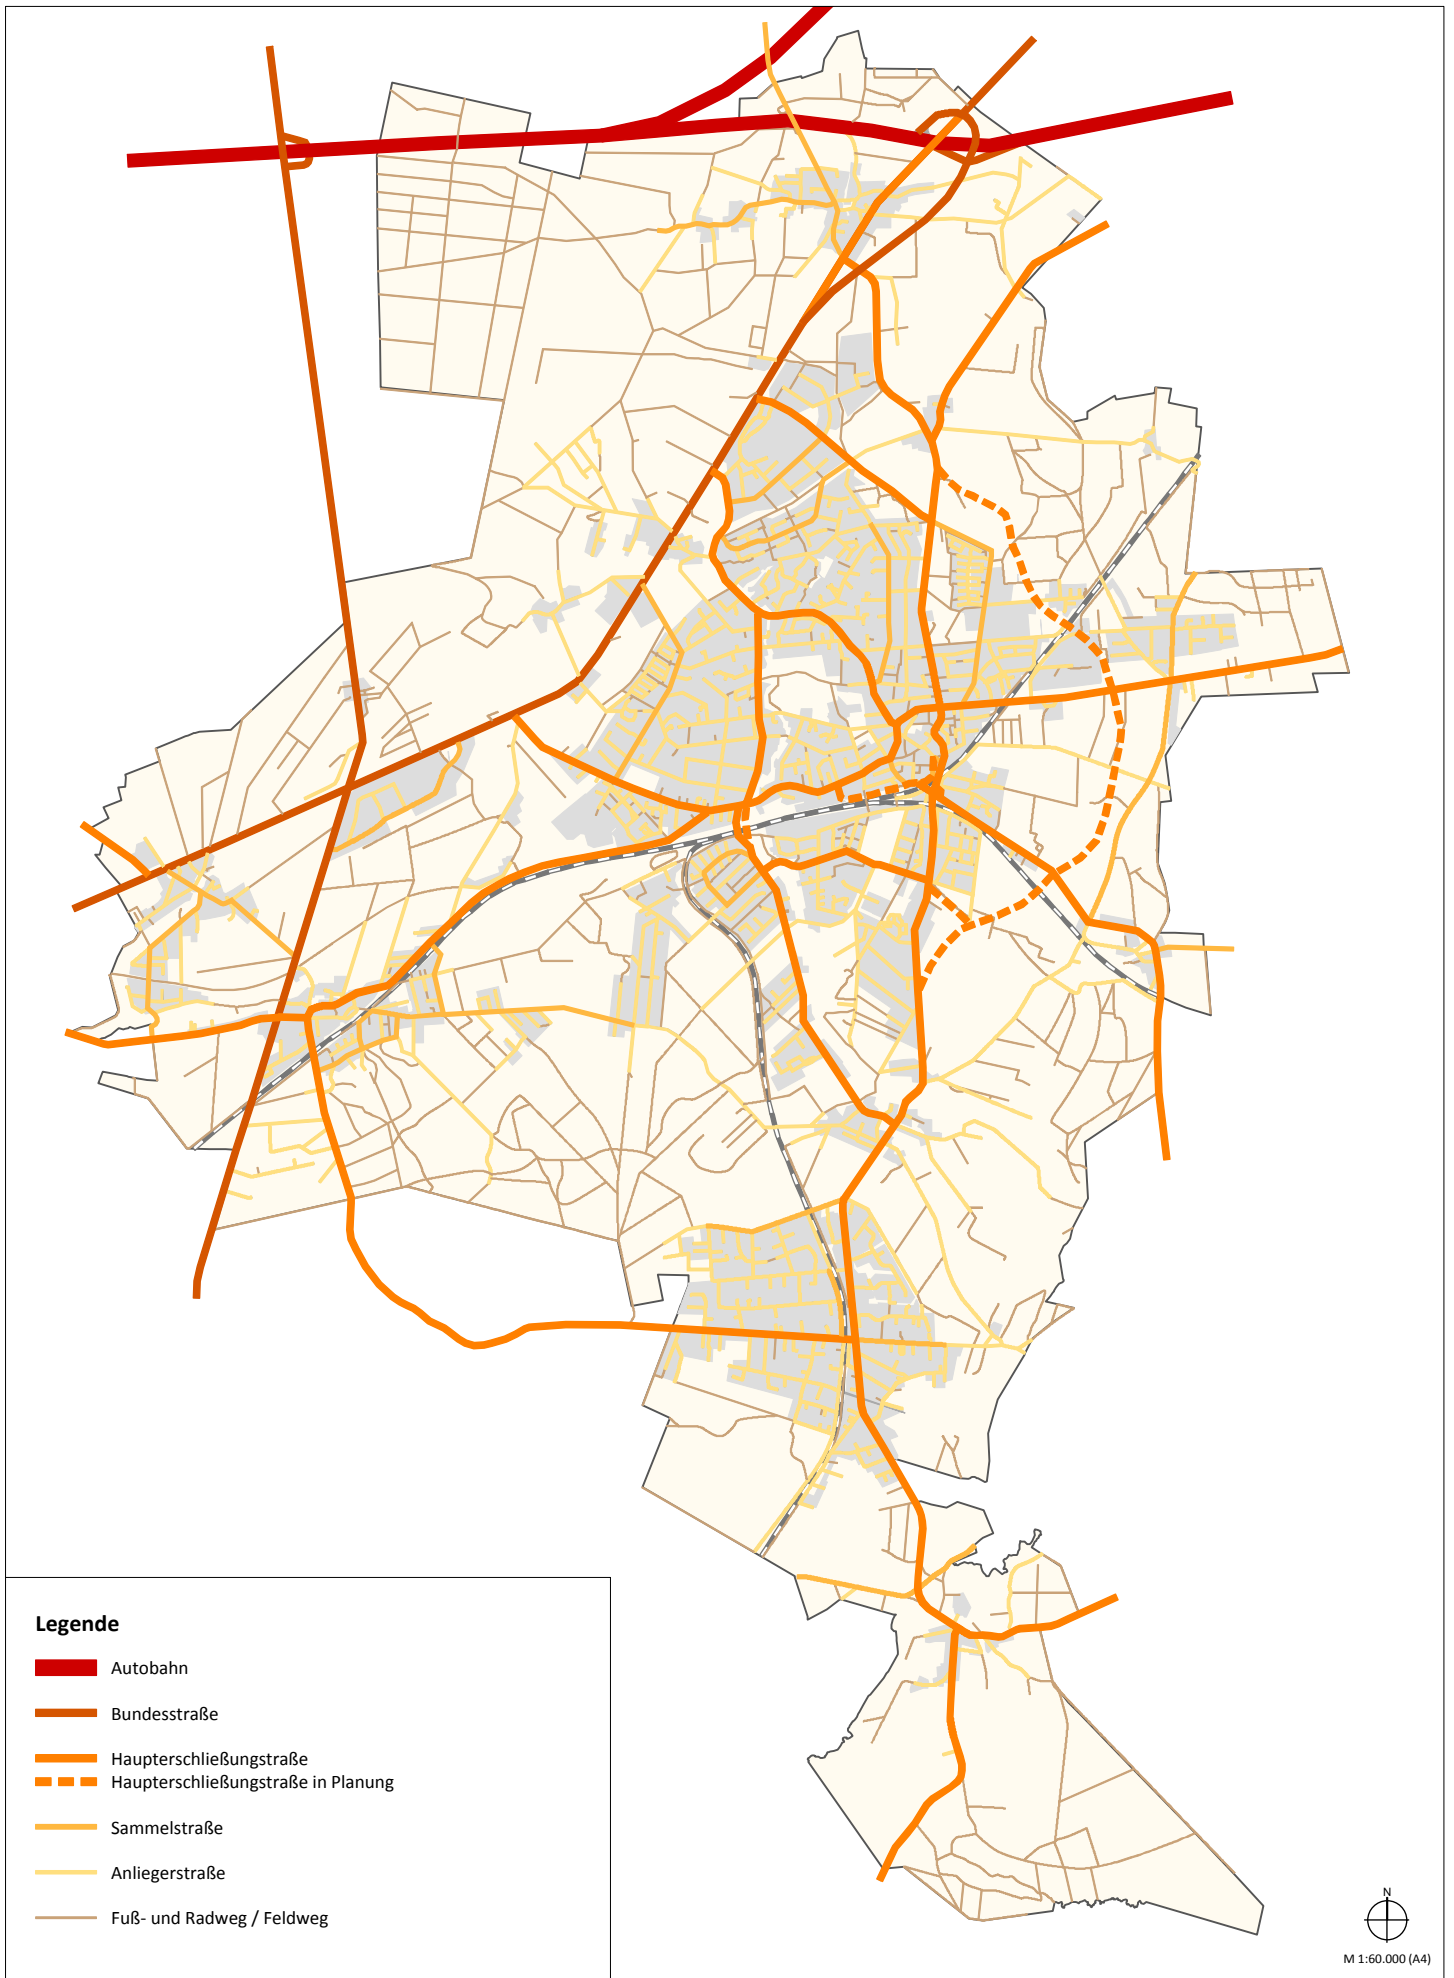 Legende
Autobahn
Bundesstraße
Haupterschließungstraße
Haupterschließungstraße in Planung
Sammelstraße
Anliegerstraße
Fuß- und Radweg / Feldweg
N
M 1:60.000 (A4)